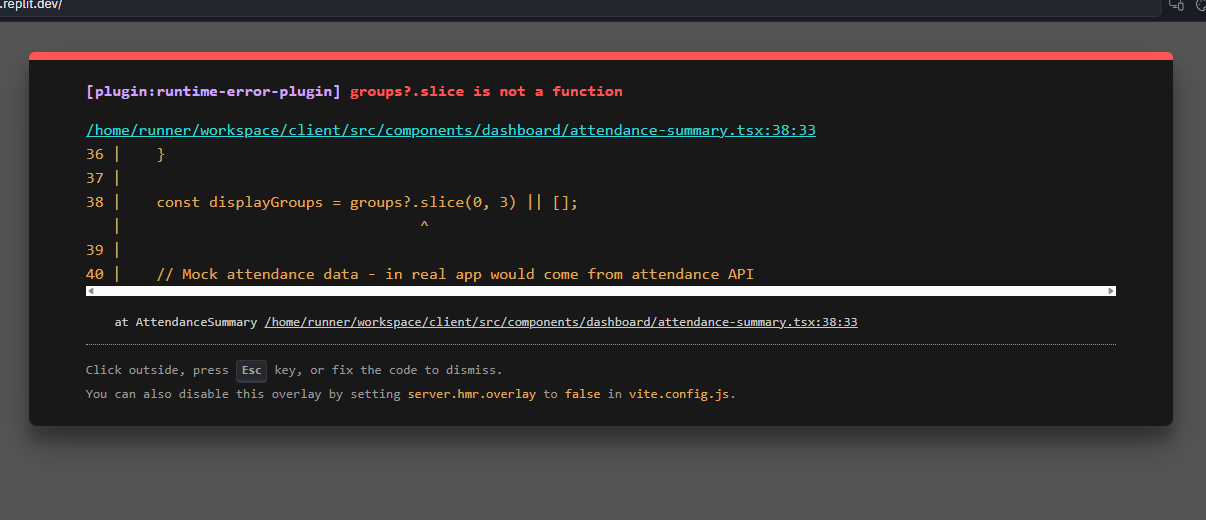 .replit.dev/
[plugin:runtime-error-plugin] groups?.slice is not a function
/home/runner/workspace/client/src/components/dashboard/attendance-summary.tsx:38:33
36 |    }
37 |
38 |    const displayGroups = groups?.slice(0, 3) || [];
   |                                  ^
39 |
40 |    // Mock attendance data - in real app would come from attendance API
at AttendanceSummary /home/runner/workspace/client/src/components/dashboard/attendance-summary.tsx:38:33
Click outside, press Esc key, or fix the code to dismiss.
You can also disable this overlay by setting server.hmr.overlay to false in vite.config.js.